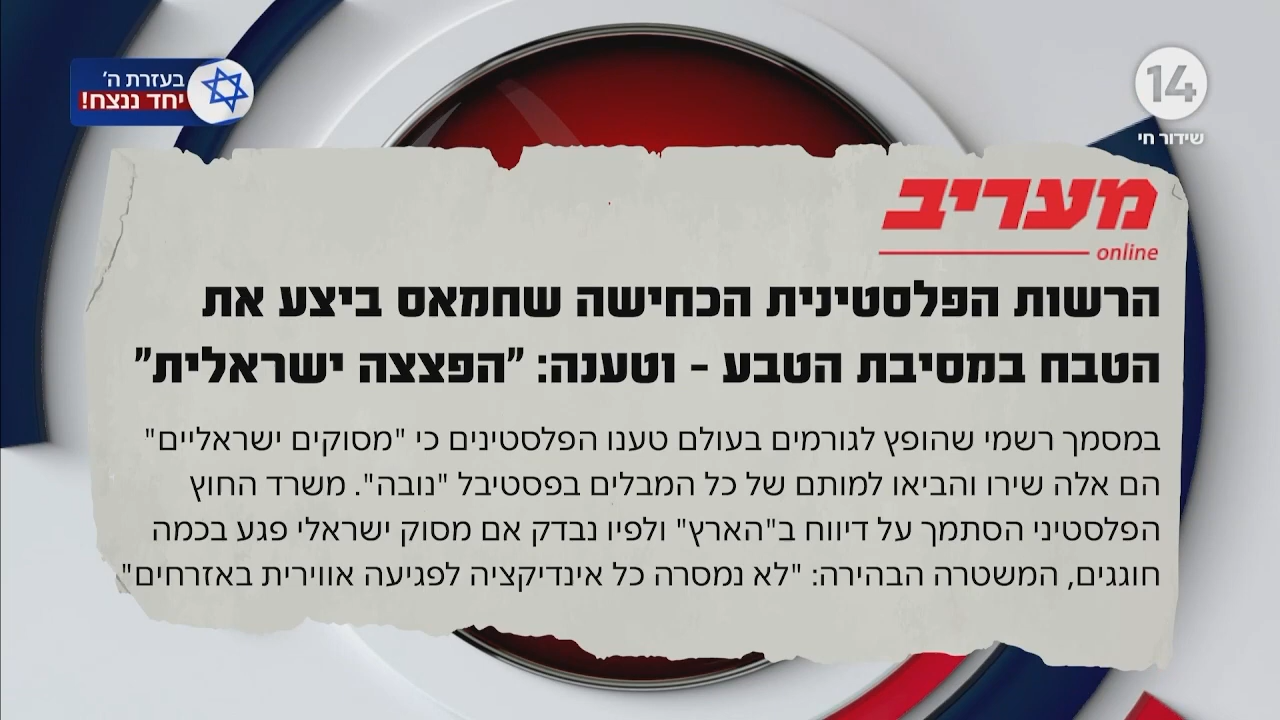 בעזרת ה'
יחד ננצח!
14
שידור חי
מעריב
online
הרשות הפלסטינית הכחישה שחמאס ביצע את
הטבח במסיבת הטבע - וטענה: "הפצצה ישראלית"
במסמך רשמי שהופץ לגורמים בעולם טענו הפלסטינים כי "מסוקים ישראליים"
הם אלה שירו והביאו למותם של כל המבלים בפסטיבל "נובה". משרד החוץ
הפלסטיני הסתמך על דיווח ב"הארץ" ולפיו נבדק אם מסוק ישראלי פגע בכמה
חוגגים, המשטרה הבהירה: "לא נמסרה כל אינדיקציה לפגיעה אווירית באזרחים"